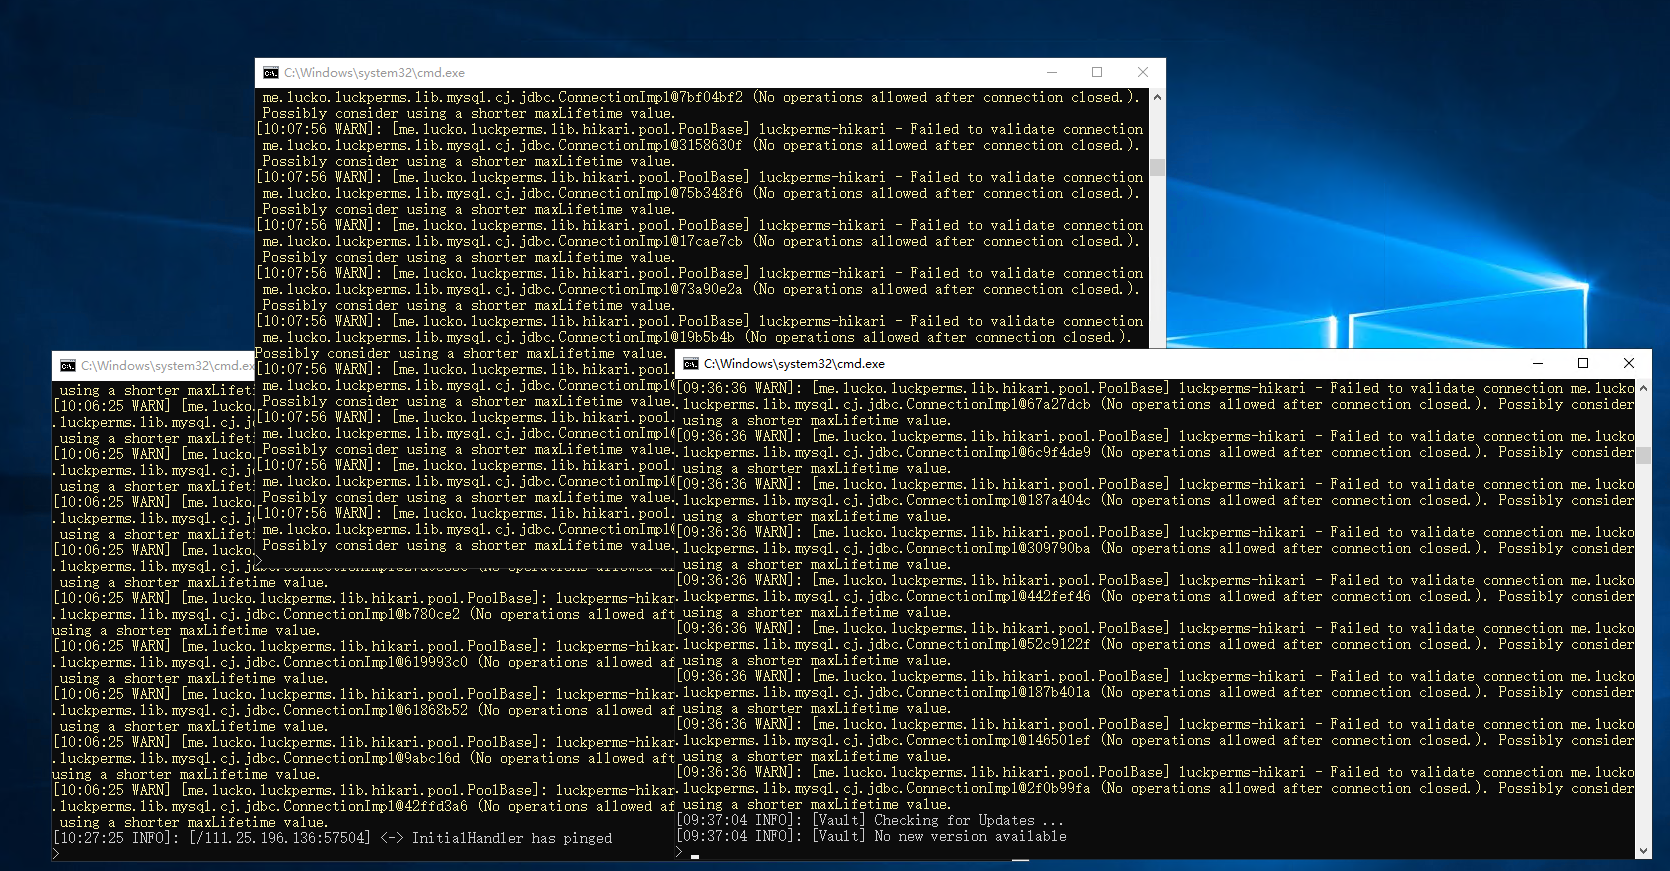 C:\Windows\system32\cmd.exe
me.lucko.luckperms.lib.mysql.cj.jdbc.ConnectionImpl@7bf04bf2 (No operations allowed after connection closed.).
Possibly consider using a shorter maxLifetime value.
[10:07:56 WARN]: [me.lucko.luckperms.lib.hikari.pool.PoolBase] luckperms-hikari - Failed to validate connection
me.lucko.luckperms.lib.mysql.cj.jdbc.ConnectionImpl@3158630f (No operations allowed after connection closed.).
Possibly consider using a shorter maxLifetime value.
[10:07:56 WARN]: [me.lucko.luckperms.lib.hikari.pool.PoolBase] luckperms-hikari - Failed to validate connection
me.lucko.luckperms.lib.mysql.cj.jdbc.ConnectionImpl@75b348f6 (No operations allowed after connection closed.).
Possibly consider using a shorter maxLifetime value.
[10:07:56 WARN]: [me.lucko.luckperms.lib.hikari.pool.PoolBase] luckperms-hikari - Failed to validate connection
me.lucko.luckperms.lib.mysql.cj.jdbc.ConnectionImpl@17cae7cb (No operations allowed after connection closed.).
Possibly consider using a shorter maxLifetime value.
[10:07:56 WARN]: [me.lucko.luckperms.lib.hikari.pool.PoolBase] luckperms-hikari - Failed to validate connection
me.lucko.luckperms.lib.mysql.cj.jdbc.ConnectionImpl@73a90e2a (No operations allowed after connection closed.).
Possibly consider using a shorter maxLifetime value.
[10:07:56 WARN]: [me.lucko.luckperms.lib.hikari.pool.PoolBase] luckperms-hikari - Failed to validate connection
me.lucko.luckperms.lib.mysql.cj.jdbc.ConnectionImpl@19b5b4b (No operations allowed after connection closed.).
Possibly consider using a shorter maxLifetime value.
[10:07:56 WARN]: [me.lucko.luckperms.lib.hikari.pool.
me.lucko.luckperms.lib.mysql.cj.jdbc.ConnectionImpl@
Possibly consider using a shorter maxLifetime value.
[10:07:56 WARN]: [me.lucko.luckperms.lib.hikari.pool.
me.lucko.luckperms.lib.mysql.cj.jdbc.ConnectionImpl@
Possibly consider using a shorter maxLifetime value.
[10:07:56 WARN]: [me.lucko.luckperms.lib.hikari.pool.
me.lucko.luckperms.lib.mysql.cj.jdbc.ConnectionImpl@
Possibly consider using a shorter maxLifetime value.
[10:07:56 WARN]: [me.lucko.luckperms.lib.hikari.pool.
me.lucko.luckperms.lib.mysql.cj.jdbc.ConnectionImpl@
Possibly consider using a shorter maxLifetime value.
>
C:\Windows\system32\cmd.ex
using a shorter maxLifeti
[10:06:25 WARN] [me.lucko.
.luckperms.lib.mysql.cj.jd
using a shorter maxLifeti
[10:06:25 WARN] [me.lucko.
.luckperms.lib.mysql.cj.jd
using a shorter maxLifeti
[10:06:25 WARN] [me.lucko.
.luckperms.lib.mysql.cj.jd
using a shorter maxLifeti
[10:06:25 WARN] [me.lucko.
.luckperms.lib.mysql.cj.jd
using a shorter maxLifetime value.
[10:06:25 WARN] [me.lucko.luckperms.lib.hikari.pool.PoolBase]: luckperms-hikar
.luckperms.lib.mysql.cj.jdbc.ConnectionImpl@b780ce2 (No operations allowed aft
using a shorter maxLifetime value.
[10:06:25 WARN] [me.lucko.luckperms.lib.hikari.pool.PoolBase]: luckperms-hikar
.luckperms.lib.mysql.cj.jdbc.ConnectionImpl@619993c0 (No operations allowed af
using a shorter maxLifetime value.
[10:06:25 WARN] [me.lucko.luckperms.lib.hikari.pool.PoolBase]: luckperms-hikar
.luckperms.lib.mysql.cj.jdbc.ConnectionImpl@61868b52 (No operations allowed af
using a shorter maxLifetime value.
[10:06:25 WARN] [me.lucko.luckperms.lib.hikari.pool.PoolBase]: luckperms-hikar
.luckperms.lib.mysql.cj.jdbc.ConnectionImpl@9abc16d (No operations allowed aft
using a shorter maxLifetime value.
[10:06:25 WARN] [me.lucko.luckperms.lib.hikari.pool.PoolBase]: luckperms-hikar
.luckperms.lib.mysql.cj.jdbc.ConnectionImpl@42ffd3a6 (No operations allowed af
using a shorter maxLifetime value.
[10:27:25 INFO]: [/111.25.196.136:57504] <-> InitialHandler has pinged
>
C:\Windows\system32\cmd.exe
[09:36:36 WARN]: [me.lucko.luckperms.lib.hikari.pool.PoolBase] luckperms-hikari - Failed to validate connection me.lucko
.luckperms.lib.mysql.cj.jdbc.ConnectionImpl@67a27dcb (No operations allowed after connection closed.). Possibly consider
using a shorter maxLifetime value.
[09:36:36 WARN]: [me.lucko.luckperms.lib.hikari.pool.PoolBase] luckperms-hikari - Failed to validate connection me.lucko
.luckperms.lib.mysql.cj.jdbc.ConnectionImpl@6c9f4de9 (No operations allowed after connection closed.). Possibly consider
using a shorter maxLifetime value.
[09:36:36 WARN]: [me.lucko.luckperms.lib.hikari.pool.PoolBase] luckperms-hikari - Failed to validate connection me.lucko
.luckperms.lib.mysql.cj.jdbc.ConnectionImpl@187a404c (No operations allowed after connection closed.). Possibly consider
using a shorter maxLifetime value.
[09:36:36 WARN]: [me.lucko.luckperms.lib.hikari.pool.PoolBase] luckperms-hikari - Failed to validate connection me.lucko
.luckperms.lib.mysql.cj.jdbc.ConnectionImpl@309790ba (No operations allowed after connection closed.). Possibly consider
using a shorter maxLifetime value.
[09:36:36 WARN]: [me.lucko.luckperms.lib.hikari.pool.PoolBase] luckperms-hikari - Failed to validate connection me.lucko
.luckperms.lib.mysql.cj.jdbc.ConnectionImpl@442fef46 (No operations allowed after connection closed.). Possibly consider
using a shorter maxLifetime value.
[09:36:36 WARN]: [me.lucko.luckperms.lib.hikari.pool.PoolBase] luckperms-hikari - Failed to validate connection me.lucko
.luckperms.lib.mysql.cj.jdbc.ConnectionImpl@52c9122f (No operations allowed after connection closed.). Possibly consider
using a shorter maxLifetime value.
[09:36:36 WARN]: [me.lucko.luckperms.lib.hikari.pool.PoolBase] luckperms-hikari - Failed to validate connection me.lucko
.luckperms.lib.mysql.cj.jdbc.ConnectionImpl@187b401a (No operations allowed after connection closed.). Possibly consider
using a shorter maxLifetime value.
[09:36:36 WARN]: [me.lucko.luckperms.lib.hikari.pool.PoolBase] luckperms-hikari - Failed to validate connection me.lucko
.luckperms.lib.mysql.cj.jdbc.ConnectionImpl@146501ef (No operations allowed after connection closed.). Possibly consider
using a shorter maxLifetime value.
[09:36:36 WARN]: [me.lucko.luckperms.lib.hikari.pool.PoolBase] luckperms-hikari - Failed to validate connection me.lucko
.luckperms.lib.mysql.cj.jdbc.ConnectionImpl@2f0b99fa (No operations allowed after connection closed.). Possibly consider
using a shorter maxLifetime value.
[09:37:04 INFO]: [Vault] Checking for Updates ...
[09:37:04 INFO]: [Vault] No new version available
>